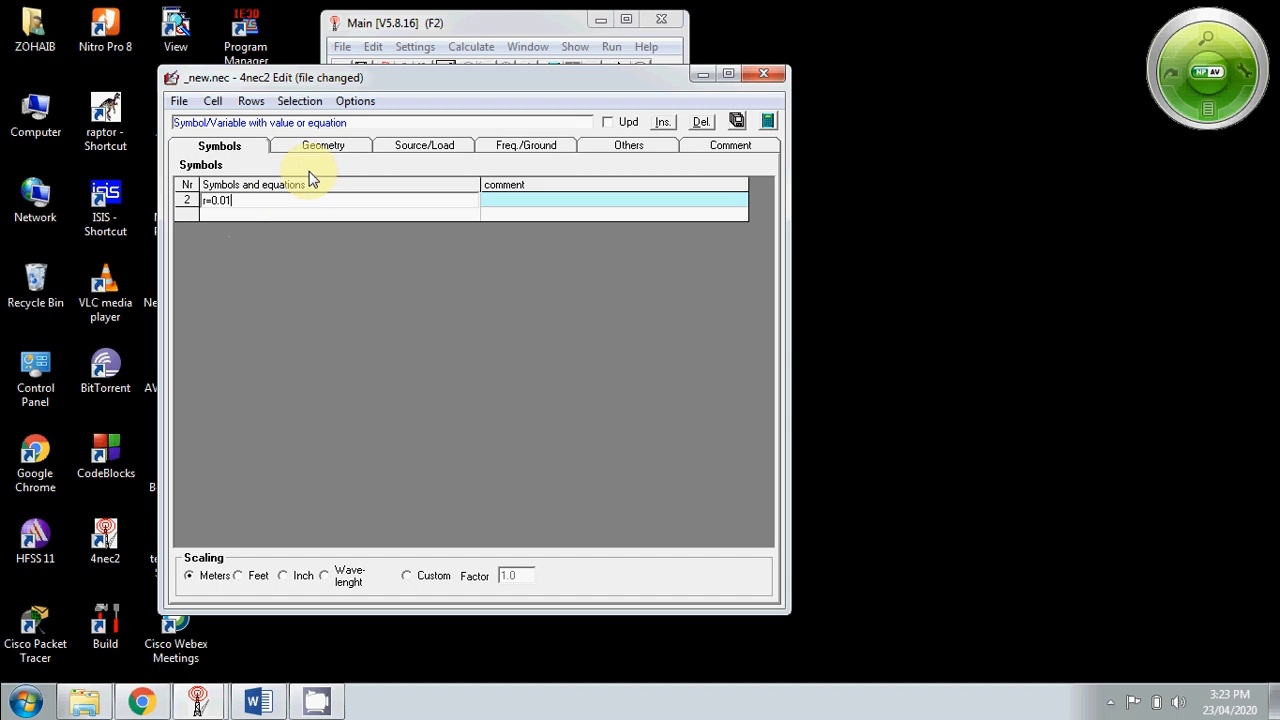 ZOHAIB
Nitro Pro 8
View
Program
Manager
Computer
raptor -
Shortcut
Network
ISIS -
Shortcut
Recycle Bin
VLC media
player
Control
Panel
BitTorrent
Google
Chrome
CodeBlocks
HFSS 11
4nec2
Cisco Packet
Tracer
Build
Cisco Webex
Meetings
Main [V5.8.16] (F2)
File Edit Settings Calculate Window Show Run Help
_new.nec - 4nec2 Edit (file changed)
File Cell Rows Selection Options
Symbol/Variable with value or equation
Upd Ins. Del.
Symbols Geometry Source/Load Freq./Ground Others Comment
Symbols
Nr Symbols and equations comment
2 r=0.01
Scaling
Meters Feet Inch Wave-
lenght Custom Factor 1.0
NP AV
3:23 PM
23/04/2020